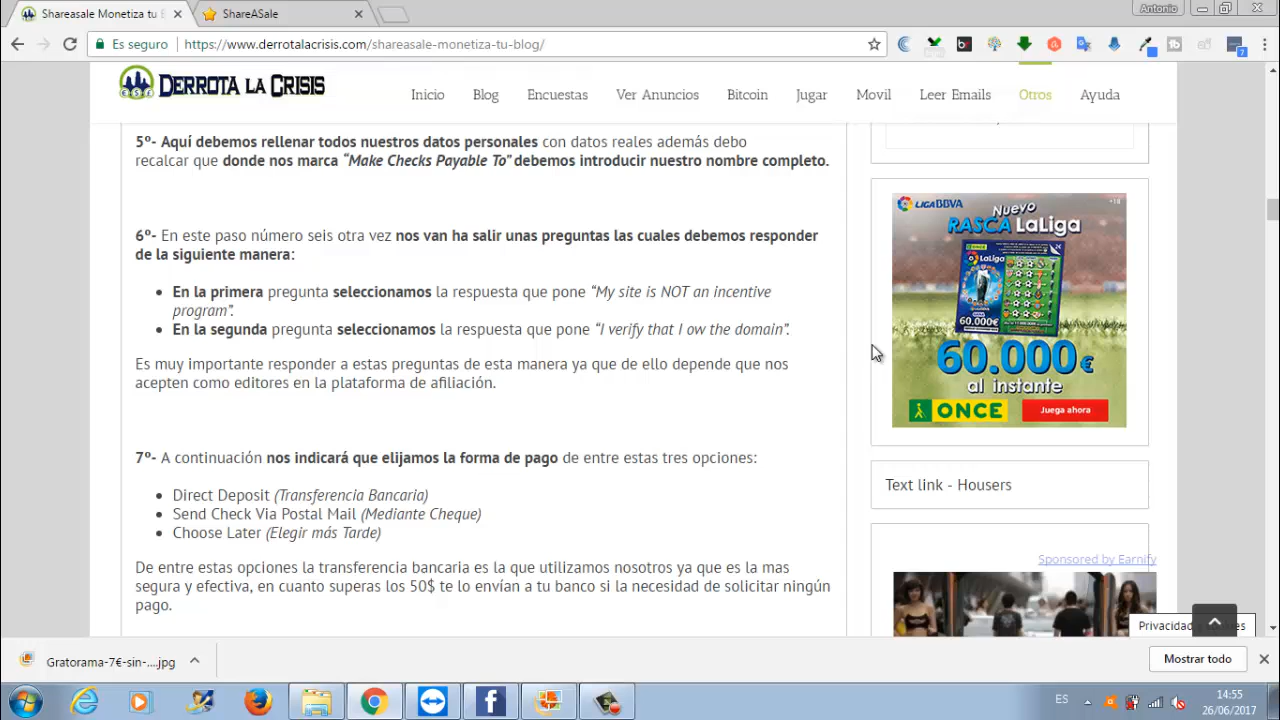 Shareasale Monetiza tu B
ShareASale
Antonio
Es seguro
https://www.derrotalacrisis.com/shareasale-monetiza-tu-blog/
7
DERROTA LA CRISIS
Inicio
Blog
Encuestas
Ver Anuncios
Bitcoin
Jugar
Movil
Leer Emails
Otros
Ayuda
5º- Aquí debemos rellenar todos nuestros datos personales con datos reales además debo
recalcar que donde nos marca “Make Checks Payable To” debemos introducir nuestro nombre completo.
6º- En este paso número seis otra vez nos van ha salir unas preguntas las cuales debemos responder
de la siguiente manera:
En la primera pregunta seleccionamos la respuesta que pone “My site is NOT an incentive
program”.
En la segunda pregunta seleccionamos la respuesta que pone “I verify that I ow the domain”.
Es muy importante responder a estas preguntas de esta manera ya que de ello depende que nos
acepten como editores en la plataforma de afiliación.
7º- A continuación nos indicará que elijamos la forma de pago de entre estas tres opciones:
Direct Deposit (Transferencia Bancaria)
Send Check Via Postal Mail (Mediante Cheque)
Choose Later (Elegir más Tarde)
De entre estas opciones la transferencia bancaria es la que utilizamos nosotros ya que es la mas
segura y efectiva, en cuanto superas los 50$ te lo envían a tu banco si la necesidad de solicitar ningún
pago.
LIGABBVA
+18
Nuevo
RASCA LaLiga
ONCE
LaLiga
60.000€
60.000€
al instante
ONCE
Juega ahora
Text link - Housers
Sponsored by Earnify
Gratorama-7€-sin-....jpg
Mostrar todo
ES
14:55
26/06/2017